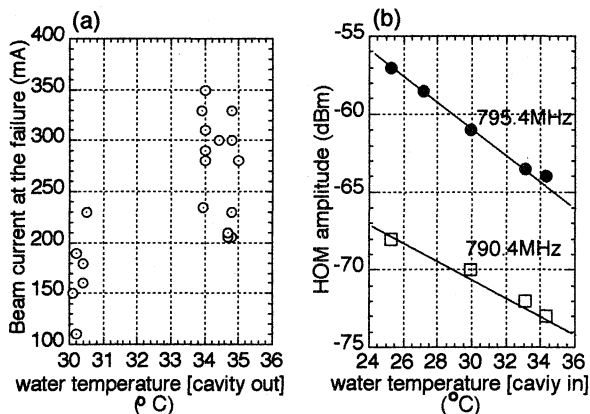 (a)
Beam current at the failure (mA)
400
350
300
250
200
150
100
30 31 32 33 34 35 36
water temperature [cavity out]
(o C)
(b)
HOM amplitude (dBm)
-55
-60
-65
-70
-75
795.4MHz
790.4MHz
24 26 28 30 32 34 36
water temperature [caviy in]
(°C)